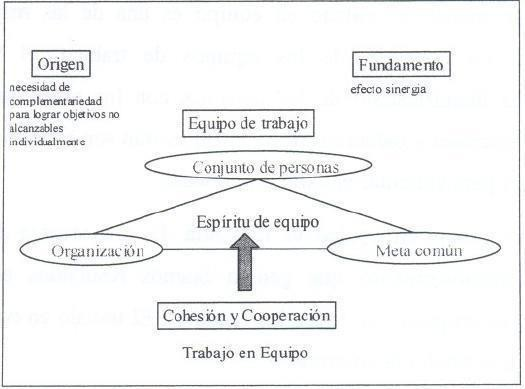 Origen
necesidad de
complementariedad
para lograr objetivos no
alcanzables
individualmente
Fundamento
efecto sinergia
Equipo de trabajo
Conjunto de personas
Espíritu de equipo
Organización
Meta común
Cohesión y Cooperación
Trabajo en Equipo